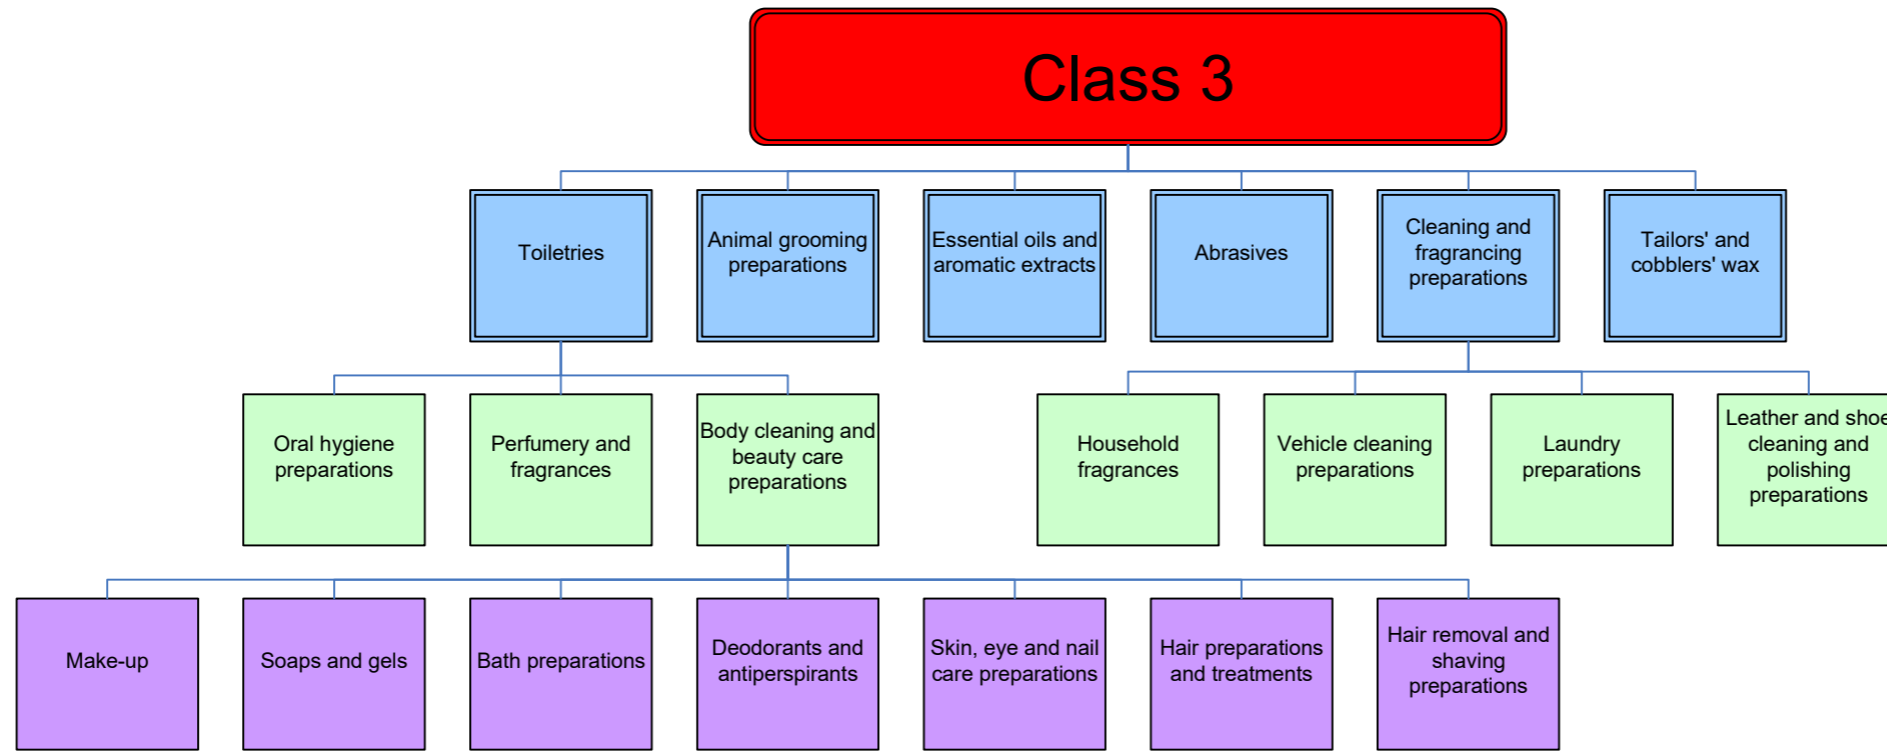 Class 3
Toiletries
Animal grooming
preparations
Essential oils and
aromatic extracts
Abrasives
Cleaning and
fragrancing
preparations
Tailors' and
cobblers' wax
Oral hygiene
preparations
Perfumery and
fragrances
Body cleaning and
beauty care
preparations
Household
fragrances
Vehicle cleaning
preparations
Laundry
preparations
Leather and shoe
cleaning and
polishing
preparations
Make-up
Soaps and gels
Bath preparations
Deodorants and
antiperspirants
Skin, eye and nail
care preparations
Hair preparations
and treatments
Hair removal and
shaving
preparations